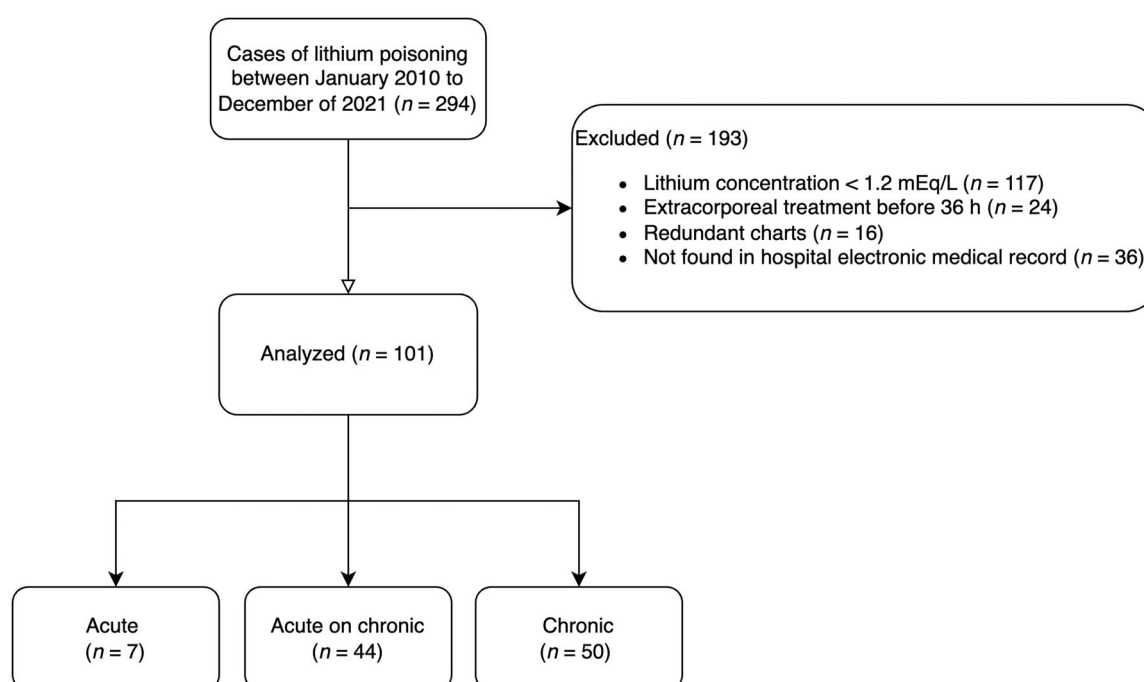 Cases of lithium poisoning
between January 2010 to
December of 2021 (n = 294)
Excluded (n = 193)
• Lithium concentration < 1.2 mEq/L (n = 117)
• Extracorporeal treatment before 36 h (n = 24)
• Redundant charts (n = 16)
• Not found in hospital electronic medical record (n = 36)
Analyzed (n = 101)
Acute
(n = 7)
Acute on chronic
(n = 44)
Chronic
(n = 50)